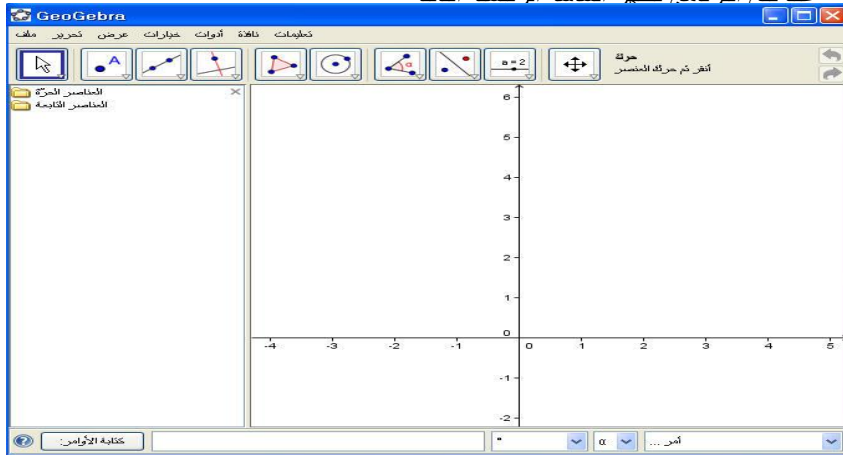 GeoGebra
ملف تحرير عرض خيارات أدوات نافذة تعليمات
A
α
a = 2
حرك
أنقر ثم حرك العنصر
العناصر الحرّة
العناصر التابعة
6
5
4
3
2
1
0
-4 -3 -2 -1 0 1 2 3 4 5
-1
-2
كتابة الأوامر:
° α أمر ...